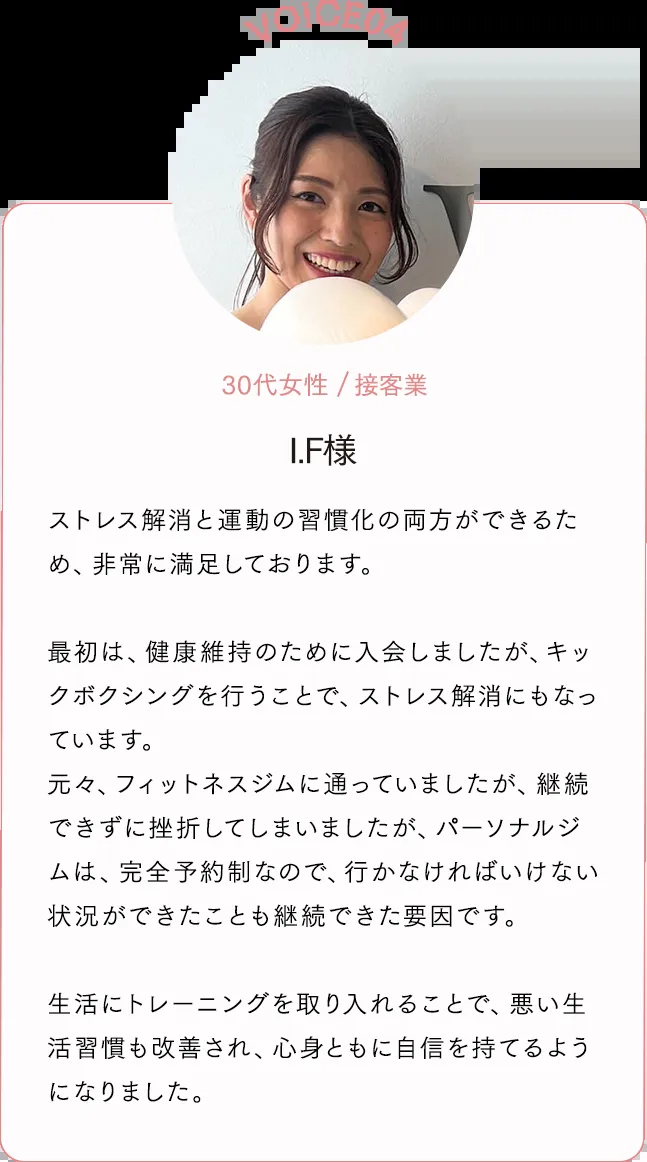 VOICE04
30代女性 / 接客業
I.F様
ストレス解消と運動の習慣化の両方ができるた
め、非常に満足しております。
最初は、健康維持のために入会しましたが、キッ
クボクシングを行うことで、ストレス解消にもなっ
ています。
元々、フィットネスジムに通っていましたが、継続
できずに挫折してしまいましたが、パーソナルジ
ムは、完全予約制なので、行かなければいけない
状況ができたことも継続できた要因です。
生活にトレーニングを取り入れることで、悪い生
活習慣も改善され、心身ともに自信を持てるよう
になりました。